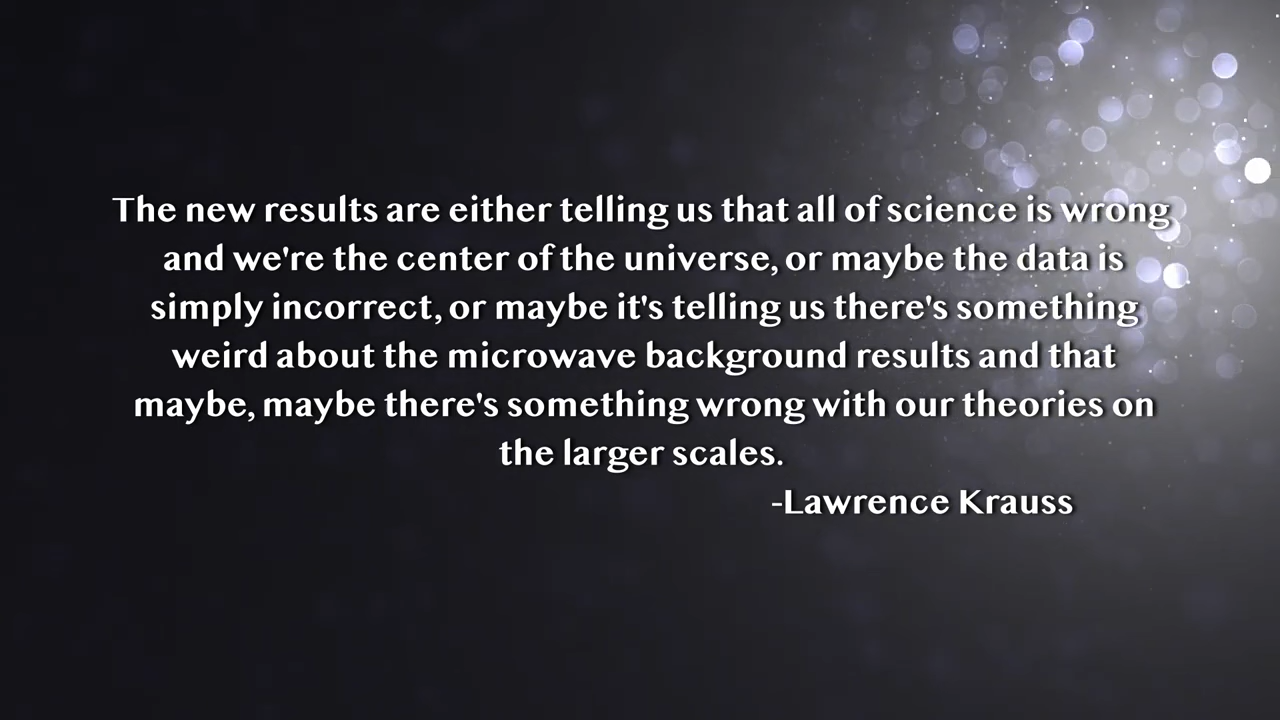 The new results are either telling us that all of science is wrong
and we're the center of the universe, or maybe the data is
simply incorrect, or maybe it's telling us there's something
weird about the microwave background results and that
maybe, maybe there's something wrong with our theories on
the larger scales.
-Lawrence Krauss